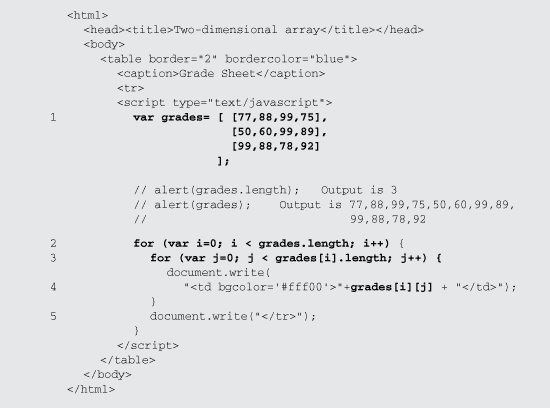 <html>
<head><title>Two-dimensional array</title></head>
<body>
<table border="2" bordercolor="blue">
<caption>Grade Sheet</caption>
<tr>
<script type="text/javascript">
1 var grades= [ [77,88,99,75],
[50,60,99,89],
[99,88,78,92]
];
// alert(grades.length);   Output is 3
// alert(grades);    Output is 77,88,99,75,50,60,99,89,
//                    99,88,78,92
2 for (var i=0; i < grades.length; i++) {
3 for (var j=0; j < grades[i].length; j++) {
document.write(
4 "<td bgcolor='#fff00'>"+grades[i][j] + "</td>");
}
5 document.write("</tr>");
}
</script>
</table>
</body>
</html>